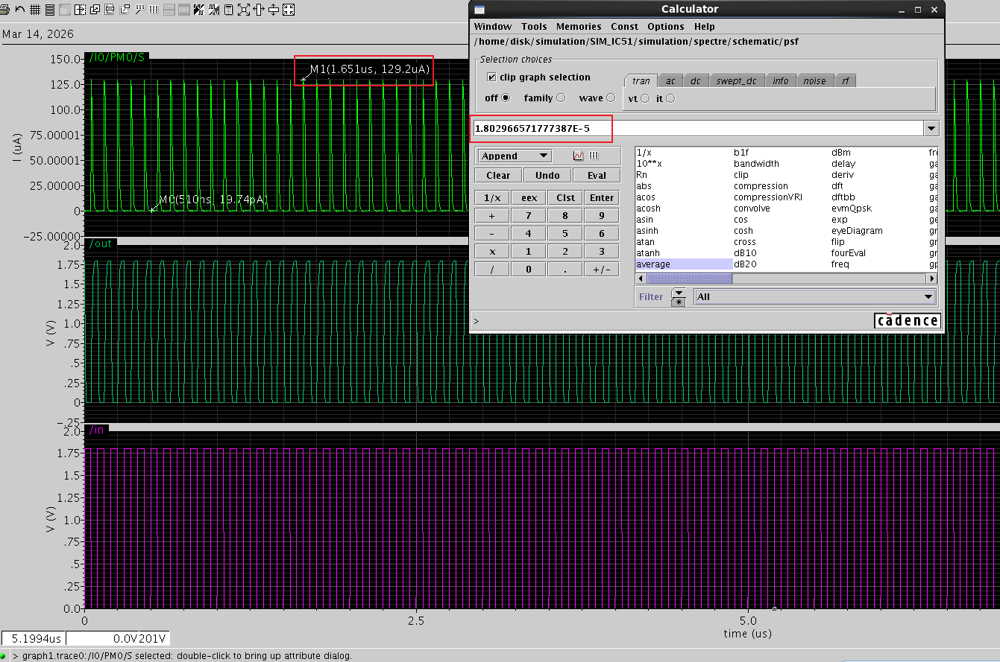 Mar 14, 2026
150.0
/I0/PM0/S
M1(1.651us, 129.2uA)
125.0
100.0
I (uA)
75.00001
50.00001
25.00000
M0(510ns, 19.74pA)
0
-25.00000
2.0
/out
1.75
1.5
1.25
1.0
V (V)
.75
.5
.25
0
-.25
2.0
/in
1.75
1.5
1.25
1.0
V (V)
.75
.5
.25
0.0
0
2.5
5.0
time (us)
5.1994us
0.0V
201V
> graph1.trace0:/I0/PM0/S selected: double-click to bring up attribute dialog.
Calculator
Window Tools Memories Const Options Help
/home/disk/simulation/SIM_IC51/simulation/spectre/schematic/psf
Selection choices
clip graph selection
off family wave
tran ac dc swept_dc info noise rf
vt it
1.802966571777387E-5
Append
Clear Undo Eval
1/x eex Clst Enter
+ 7 8 9
- 4 5 6
x 1 2 3
/ 0 . +/-
1/x b1f dBm fr
10**x bandwidth delay ga
Rn clip deriv ga
abs compression dft ga
acos compressionVRI dftbb ga
acosh convolve evmQpsk ga
asin cos exp ge
asinh cosh eyeDiagram gr
atan cross flip gr
atanh dB10 fourEval gr
average dB20 freq gp
Filter
All
>
cadence